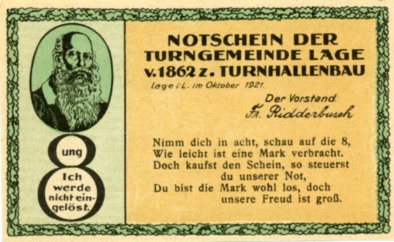 NOTSCHEIN DER
TURNGEMEINDE LAGE
v. 1862 z. TURNHALLENBAU
Lage i.L. im Oktober 1921.
Der Vorstand
Fr. Ridderbusch
ung
Ich
werde
nicht ein-
gelöst.
Nimm dich in acht, schau auf die 8,
Wie leicht ist eine Mark verbracht.
Doch kaufst den Schein, so steuerst
du unserer Not,
Du bist die Mark wohl los, doch
unsere Freud ist groß.